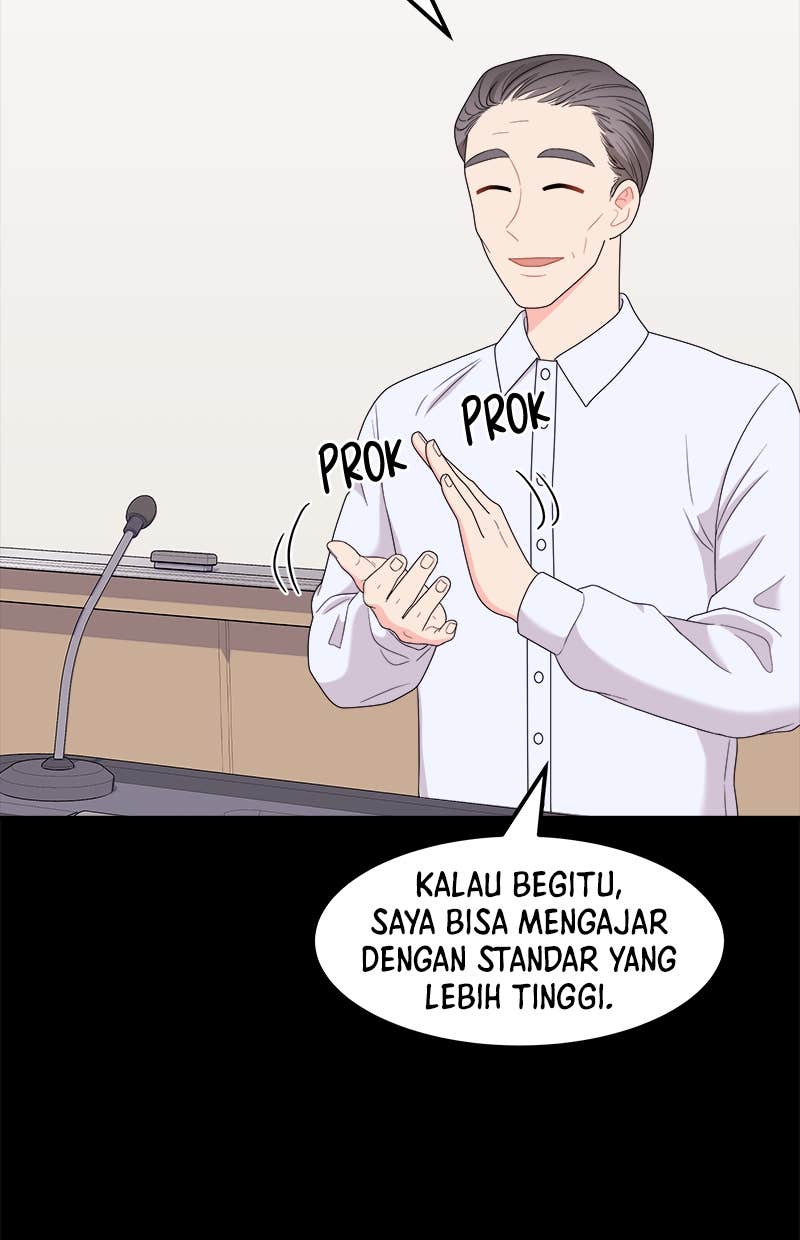 PROK
PROK
KALAU BEGITU,
SAYA BISA MENGAJAR
DENGAN STANDAR YANG
LEBIH TINGGI.